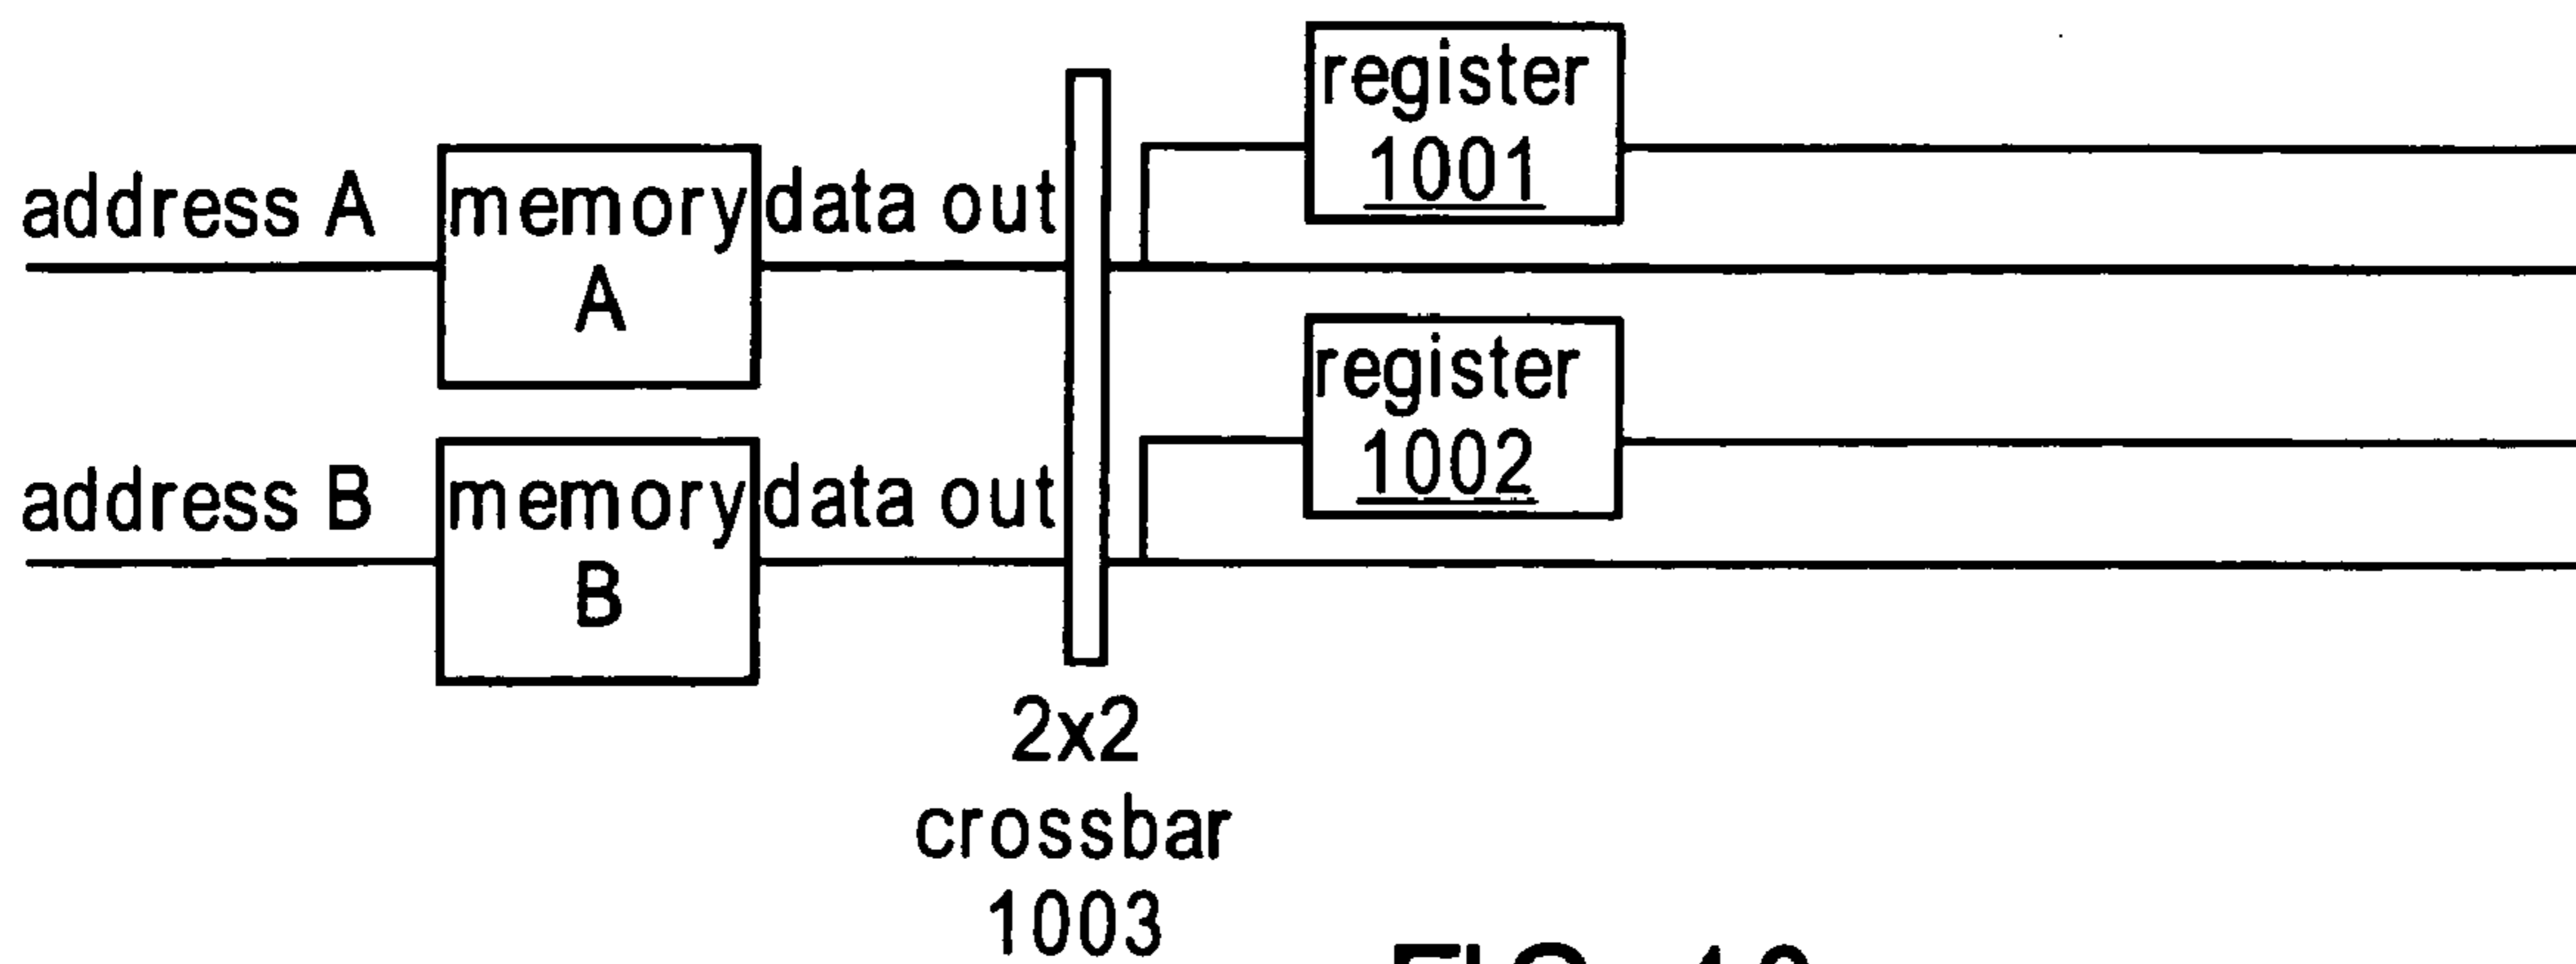 register
1001
address A
memory
A
data out
register
1002
address B
memory
B
data out
2x2
crossbar
1003